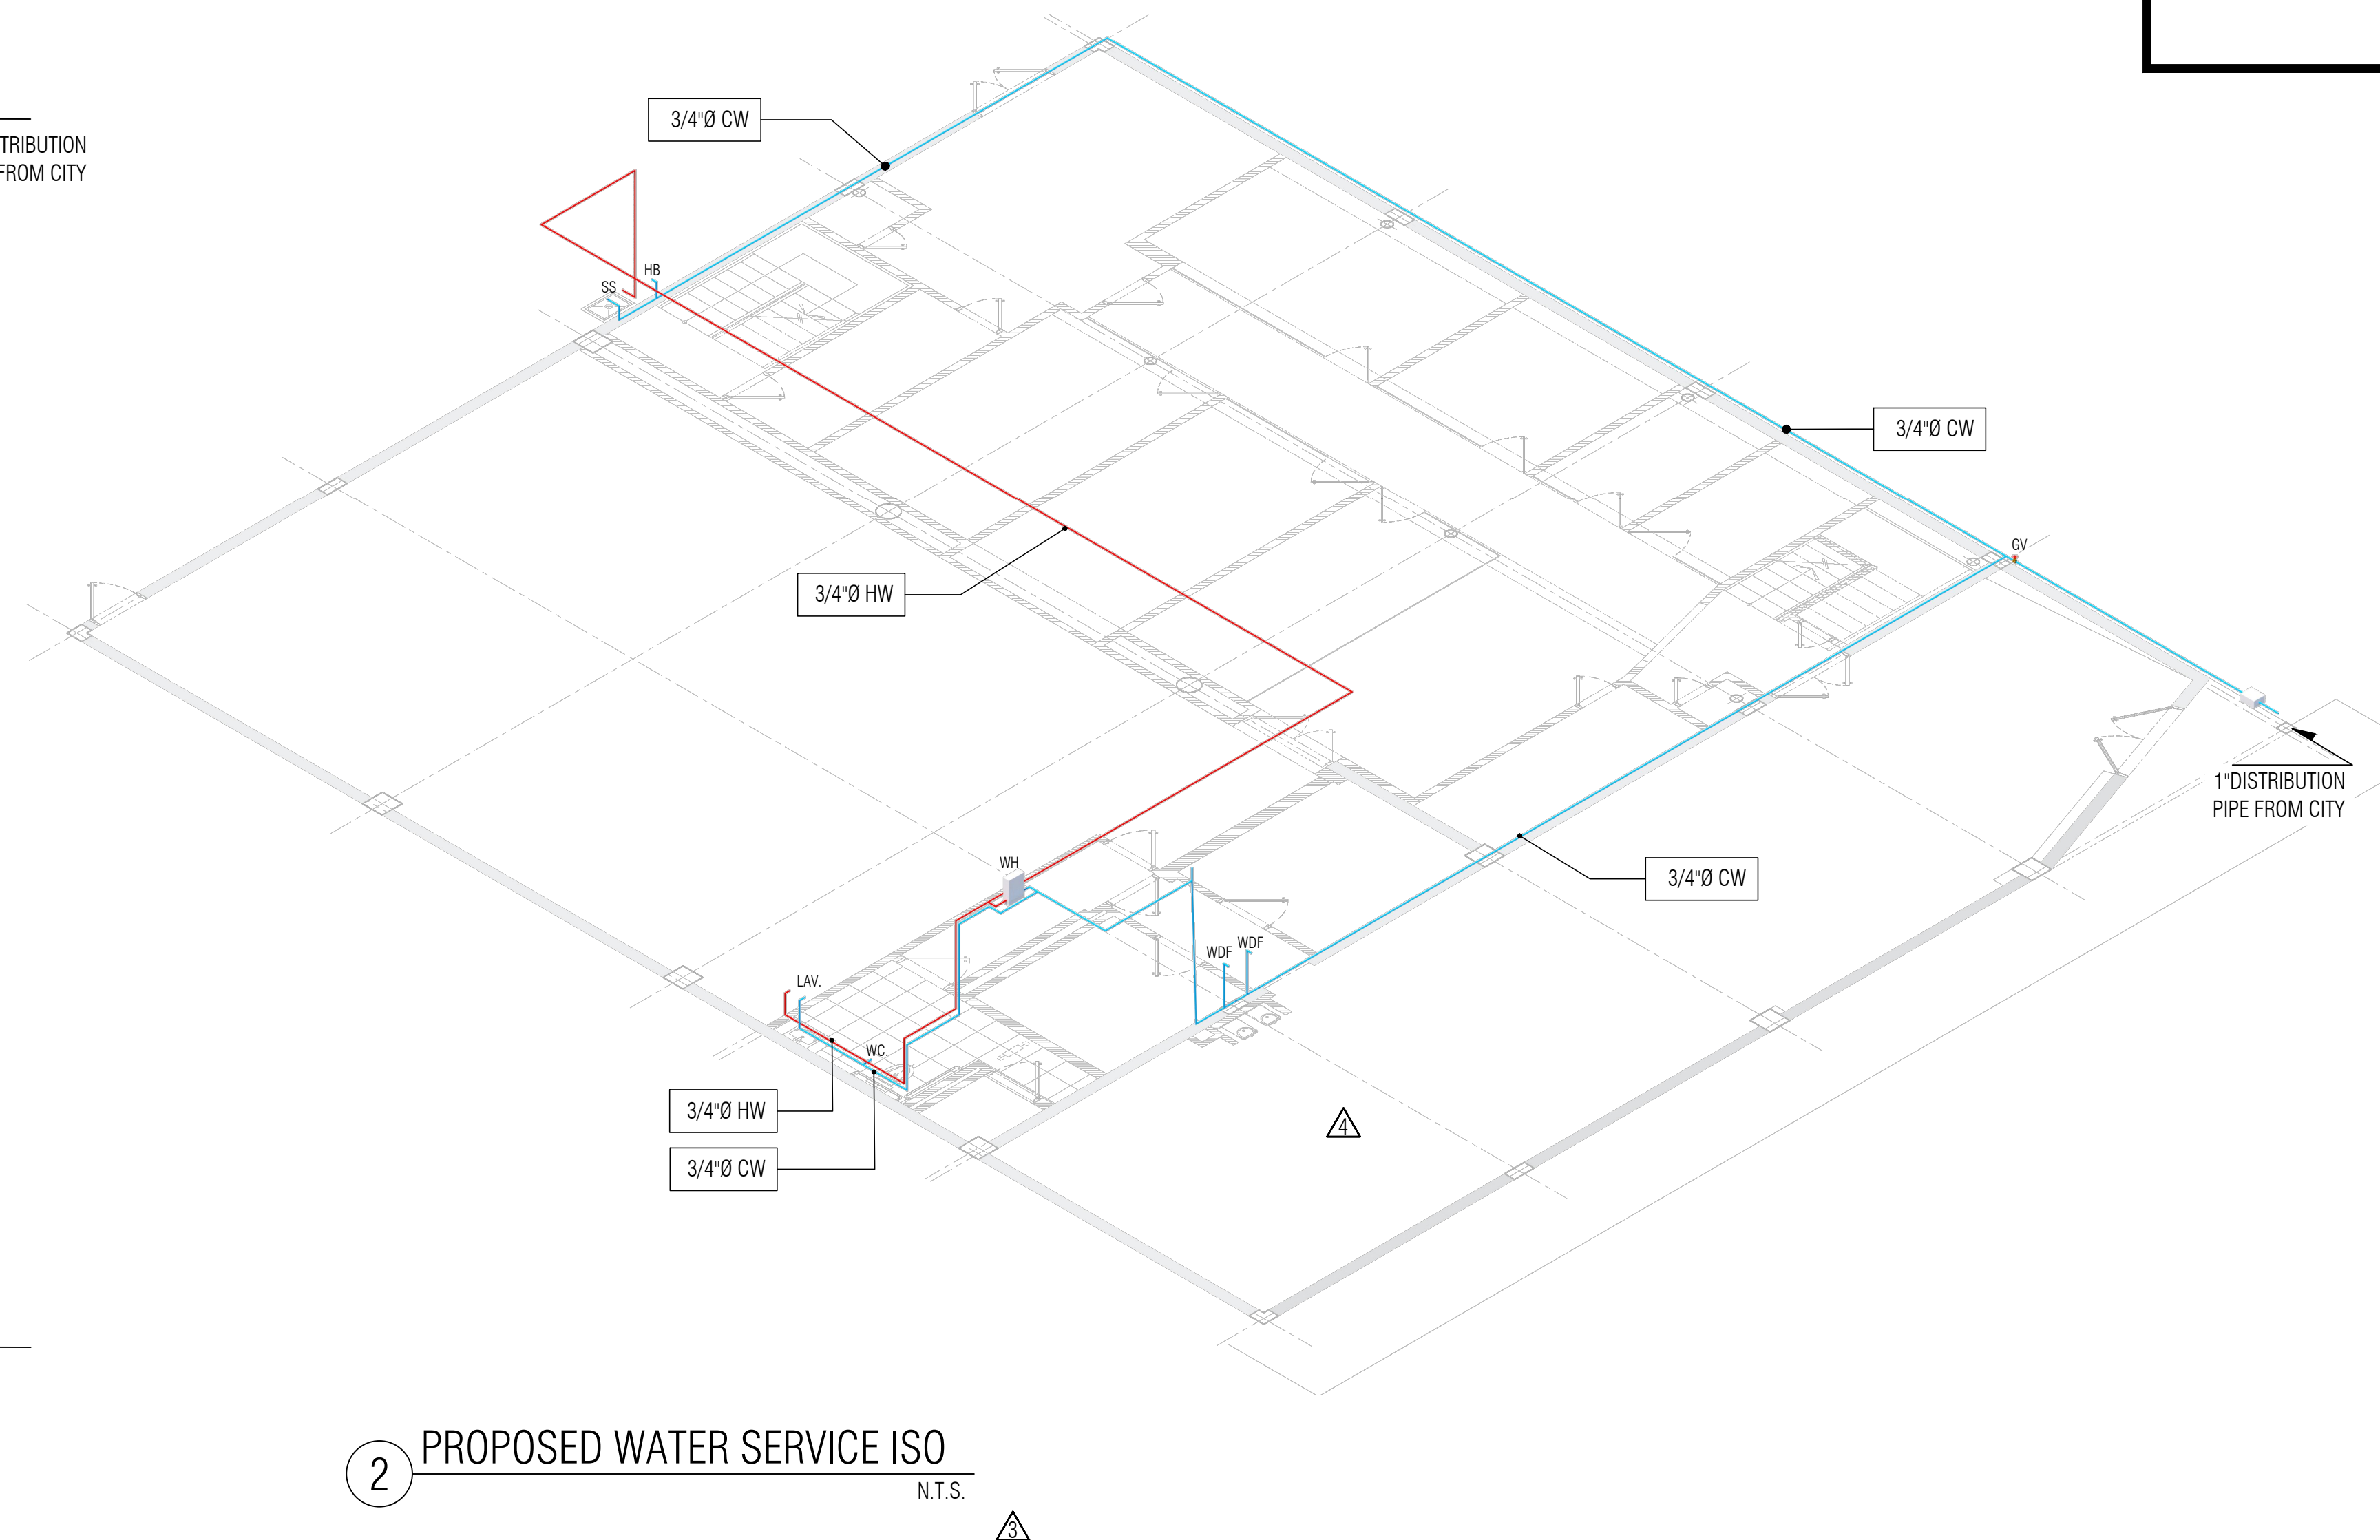 TRIBUTION
FROM CITY
3/4"Ø CW
HB
SS
3/4"Ø CW
GV
3/4"Ø HW
1"DISTRIBUTION
PIPE FROM CITY
WH
3/4"Ø CW
WDF
WDF
LAV.
WC.
3/4"Ø HW
3/4"Ø CW
4
2
PROPOSED WATER SERVICE ISO
N.T.S.
3